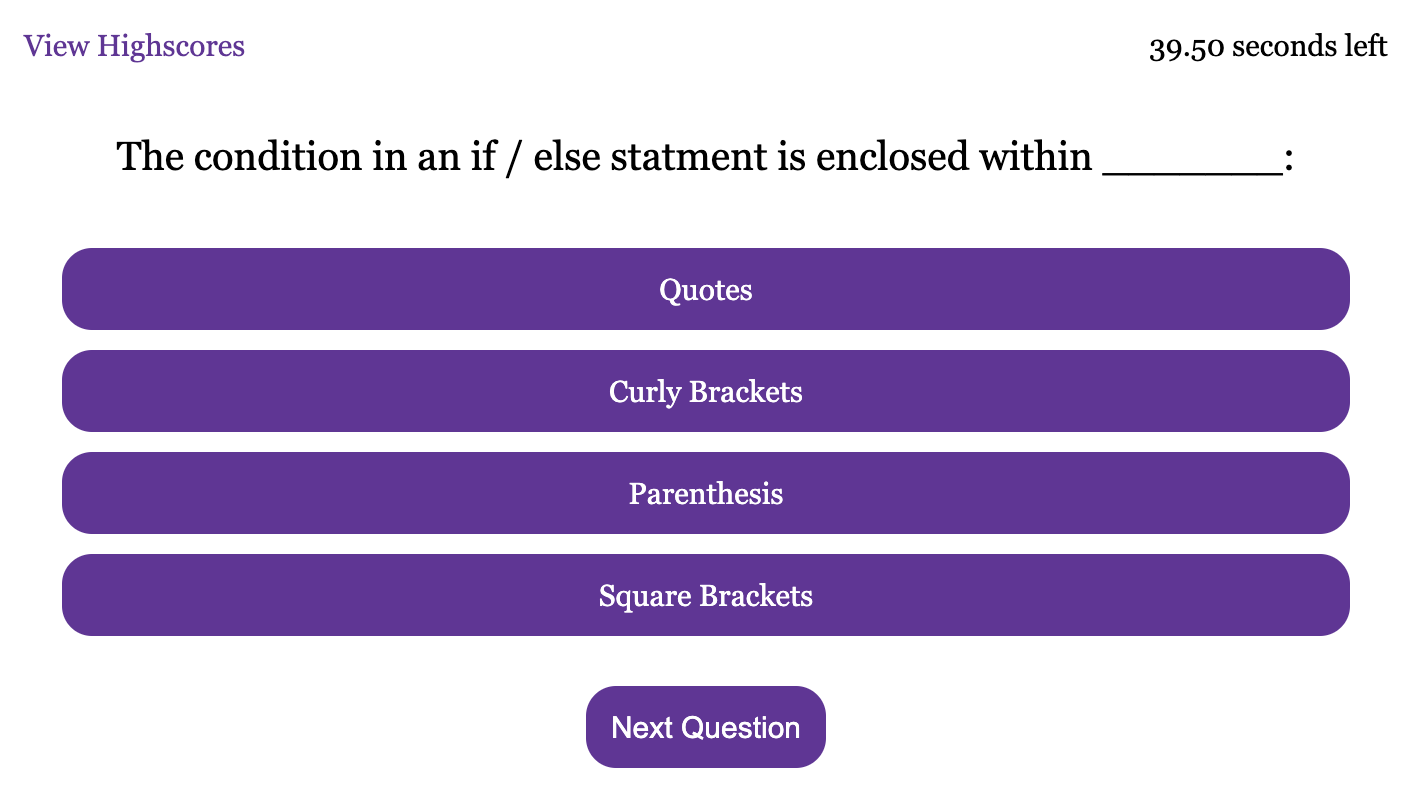 View Highscores
39.50 seconds left
The condition in an if / else statment is enclosed within _______:
Quotes
Curly Brackets
Parenthesis
Square Brackets
Next Question